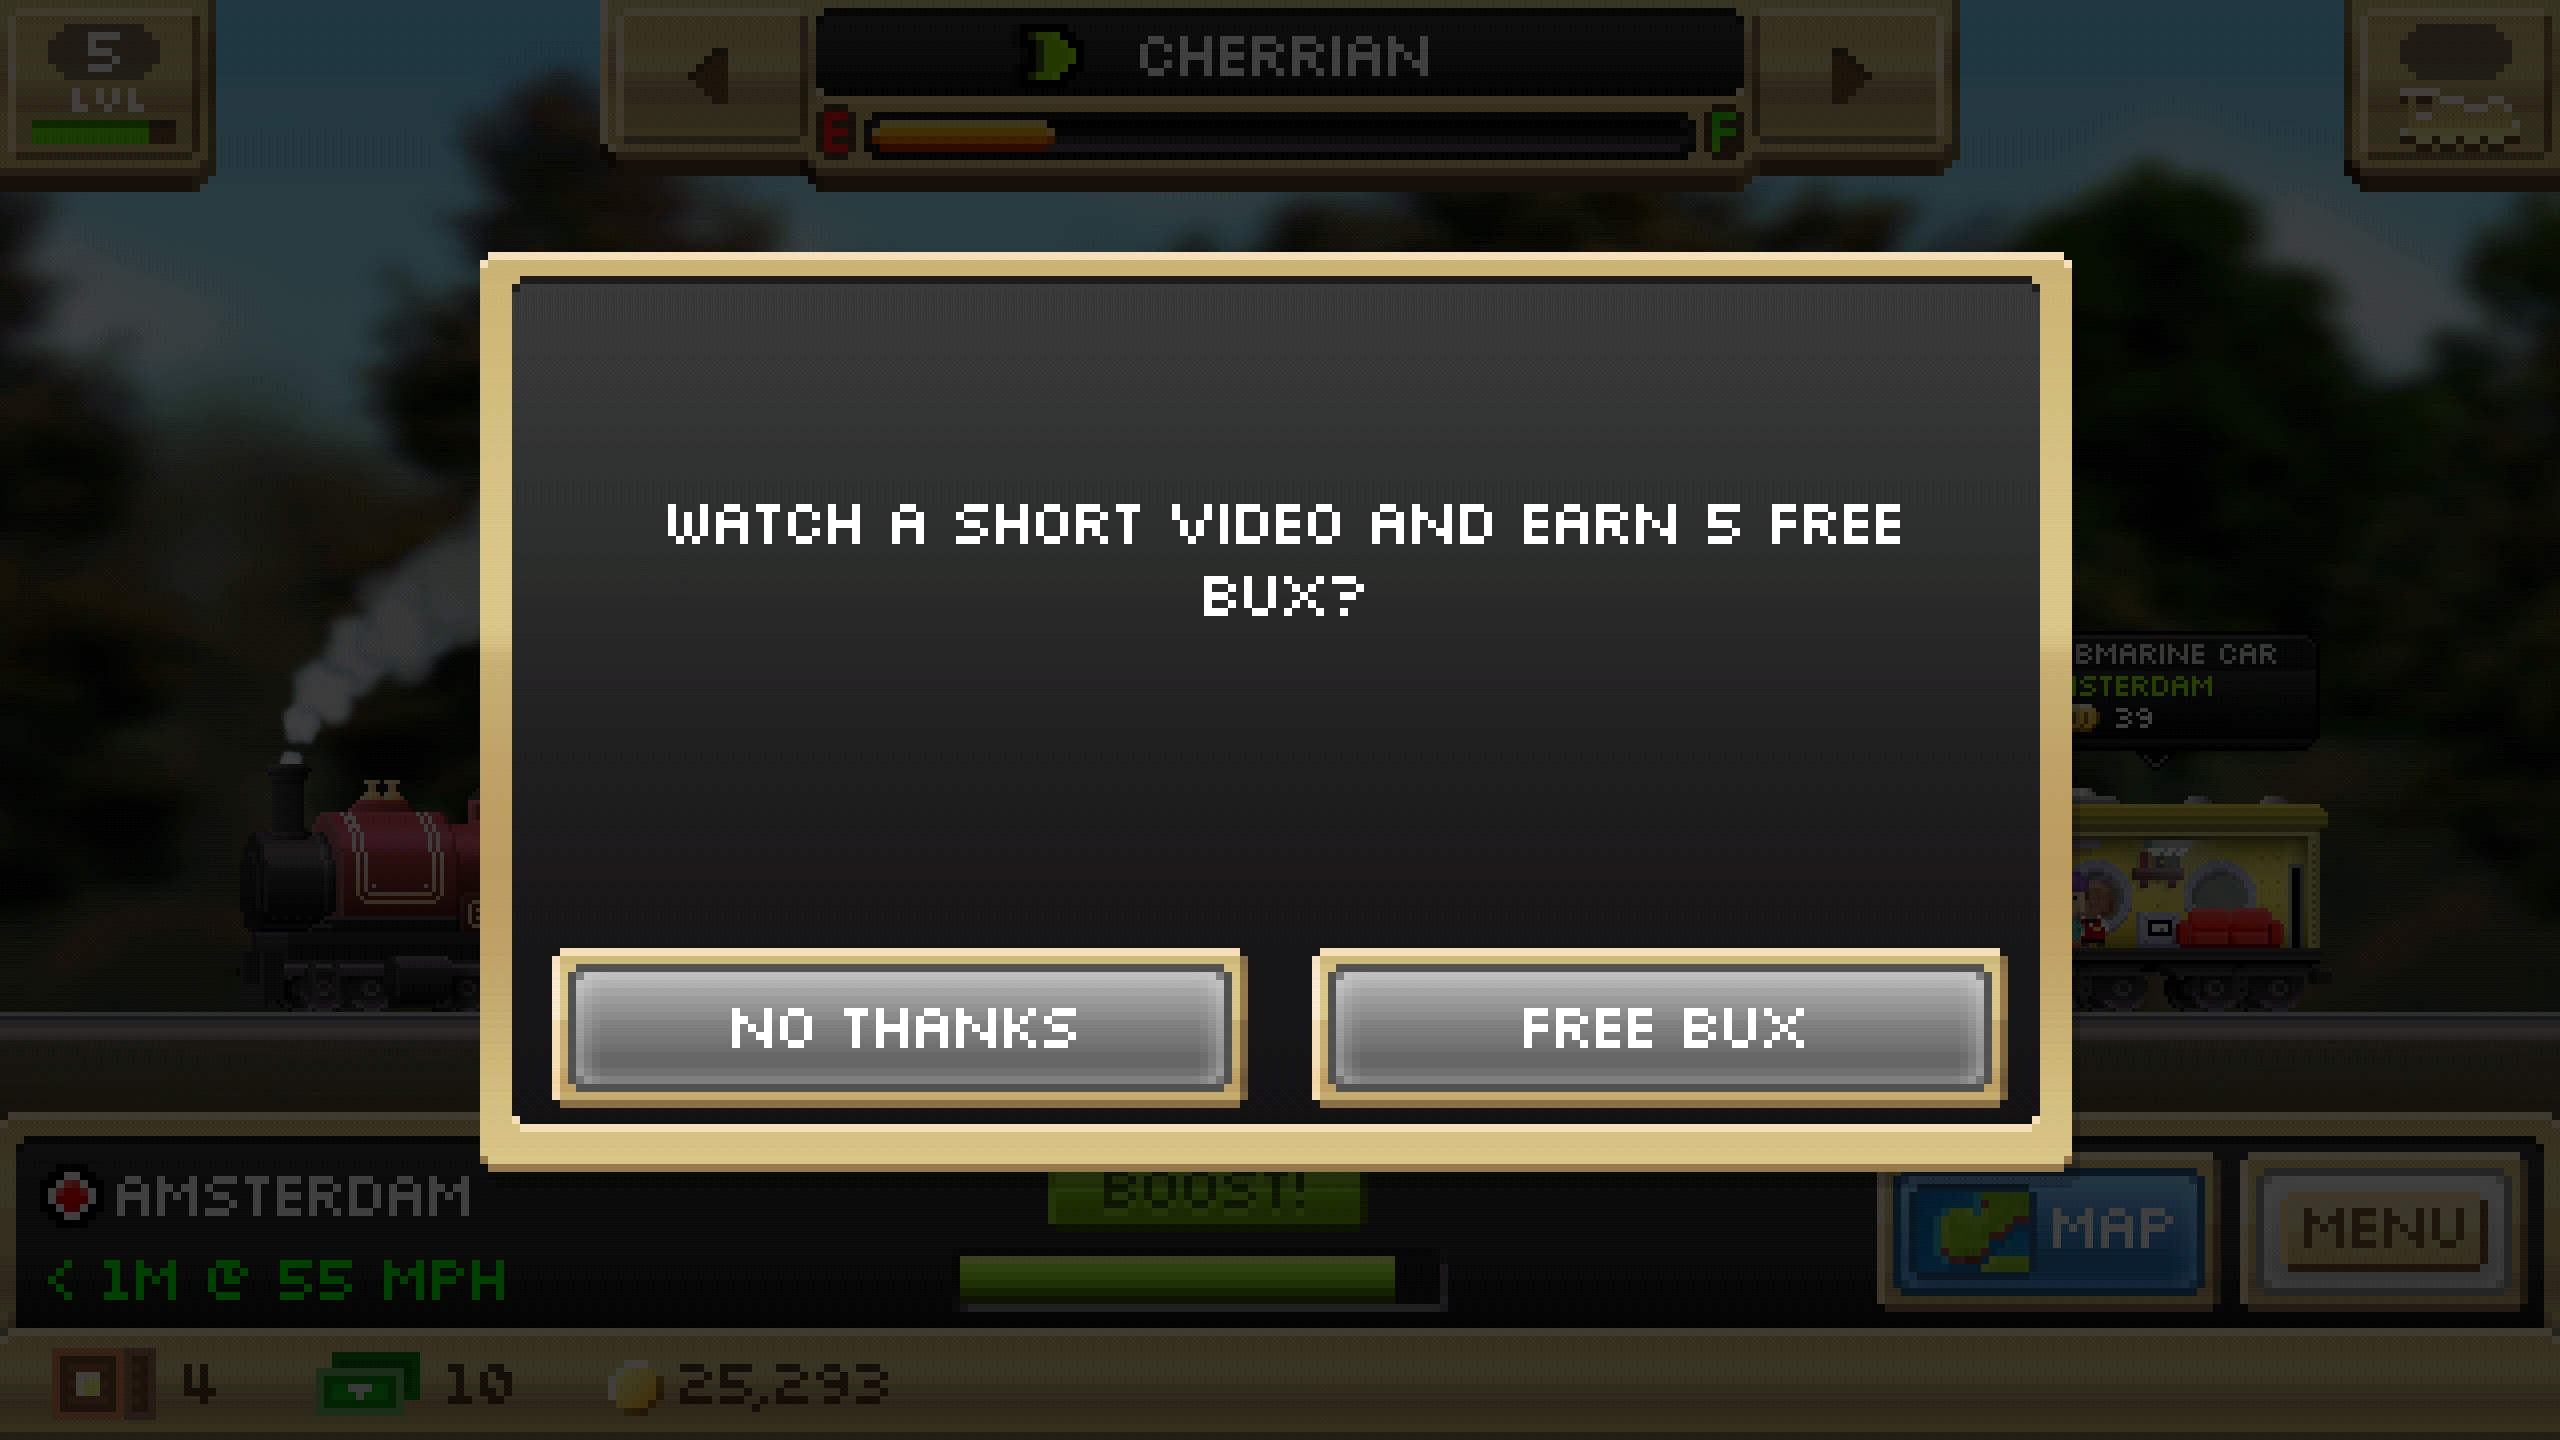 5
LVL
CHERRIAN
E F
WATCH A SHORT VIDEO AND EARN 5 FREE
BUX?
BMARINE CAR
STERDAM
39
NO THANKS
FREE BUX
AMSTERDAM
BOOST!
< 1M @ 55 MPH
MAP
MENU
4
10
25,293